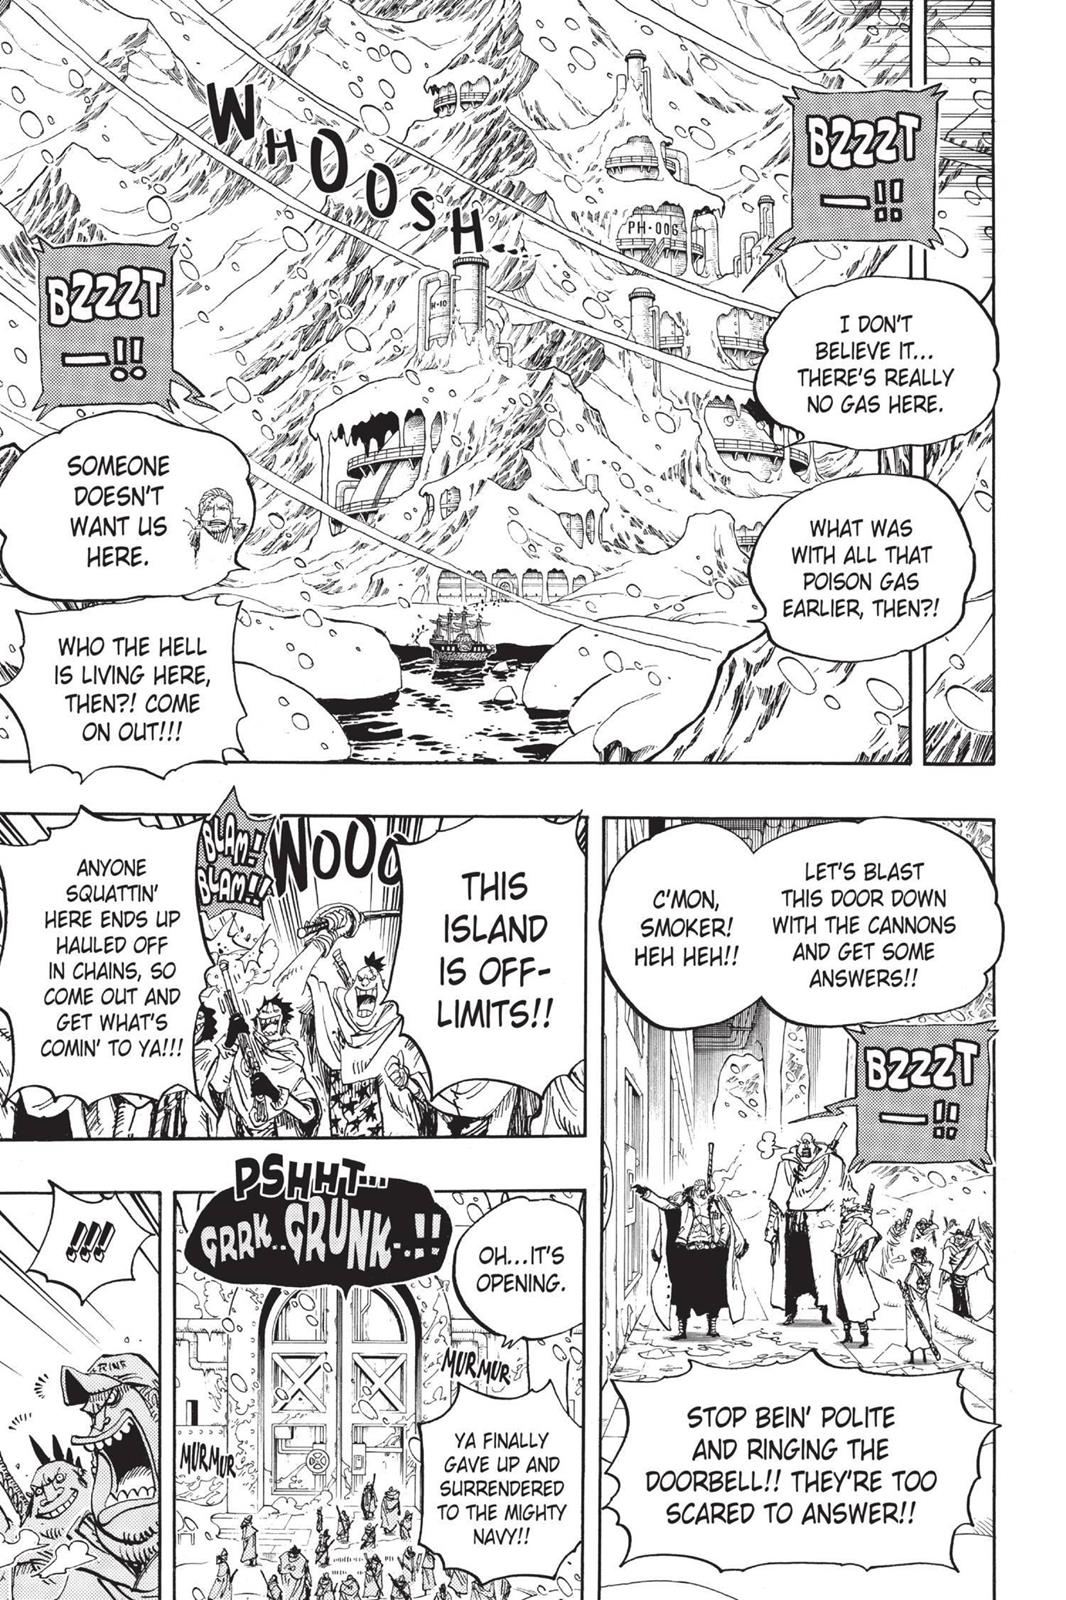 BZZZT
—!!
I DON'T
BELIEVE IT...
THERE'S REALLY
NO GAS HERE.
WHAT WAS
WITH ALL THAT
POISON GAS
EARLIER, THEN?!
WHOOSH...
PH-006
H-10
BZZZT
—!!
SOMEONE
DOESN'T
WANT US
HERE.
WHO THE HELL
IS LIVING HERE,
THEN?! COME
ON OUT!!!
LET'S BLAST
THIS DOOR DOWN
WITH THE CANNONS
AND GET SOME
ANSWERS!!
C'MON,
SMOKER!
HEH HEH!!
BZZZT
—!!
STOP BEIN' POLITE
AND RINGING THE
DOORBELL!! THEY'RE TOO
SCARED TO ANSWER!!
THIS
ISLAND
IS OFF-
LIMITS!!
WOOO
BLAM!
BLAM!!
ANYONE
SQUATTIN'
HERE ENDS UP
HAULED OFF
IN CHAINS, SO
COME OUT AND
GET WHAT'S
COMIN' TO YA!!!
PSHHT...
GRRK..GRUNK-..!!
OH...IT'S
OPENING.
MURMUR
YA FINALLY
GAVE UP AND
SURRENDERED
TO THE MIGHTY
NAVY!!
MURMUR
!!!
RINE